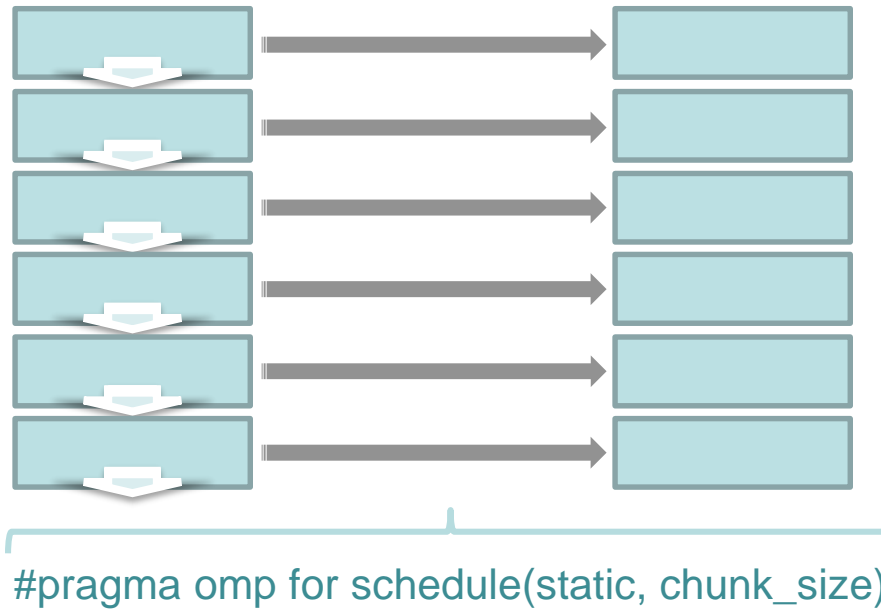 #pragma omp for schedule(static, chunk_size)